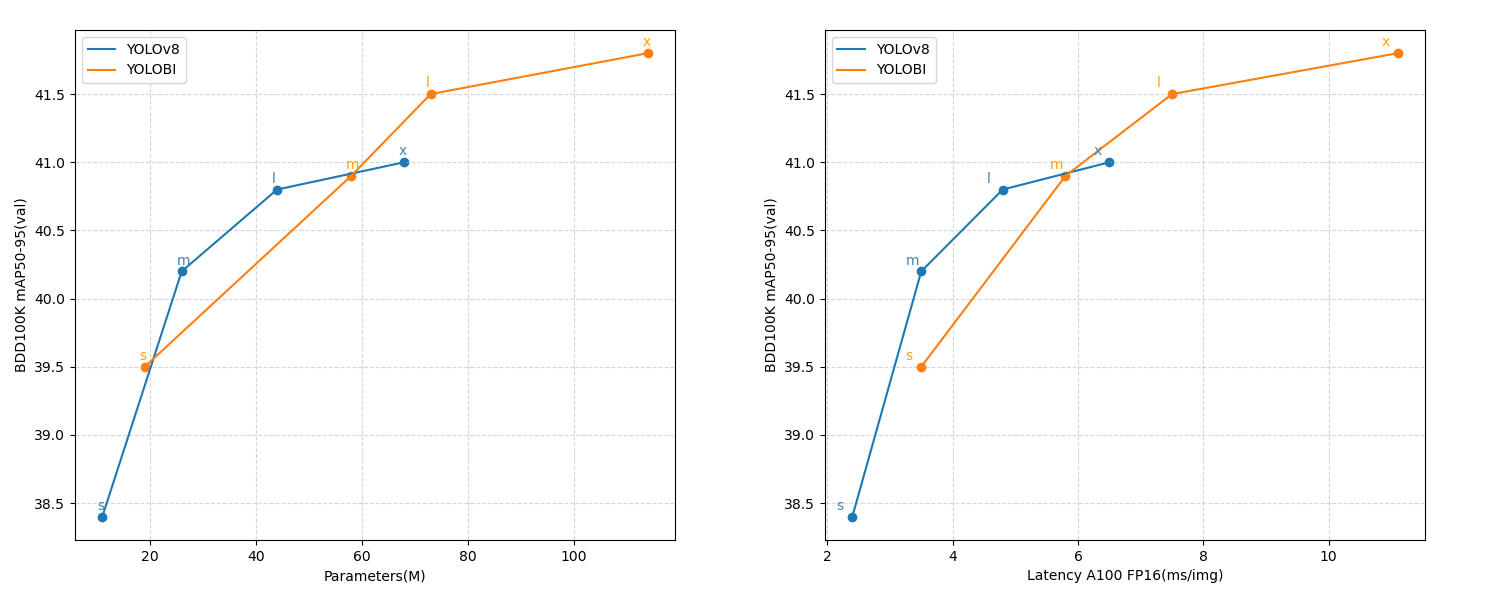 YOLOv8
YOLOBI
BDD100K mAP50-95(val)
41.5
41.0
40.5
40.0
39.5
39.0
38.5
s
m
l
x
s
m
l
x
20
40
60
80
100
Parameters(M)
YOLOv8
YOLOBI
BDD100K mAP50-95(val)
41.5
41.0
40.5
40.0
39.5
39.0
38.5
s
m
l
x
s
m
l
x
2
4
6
8
10
Latency A100 FP16(ms/img)